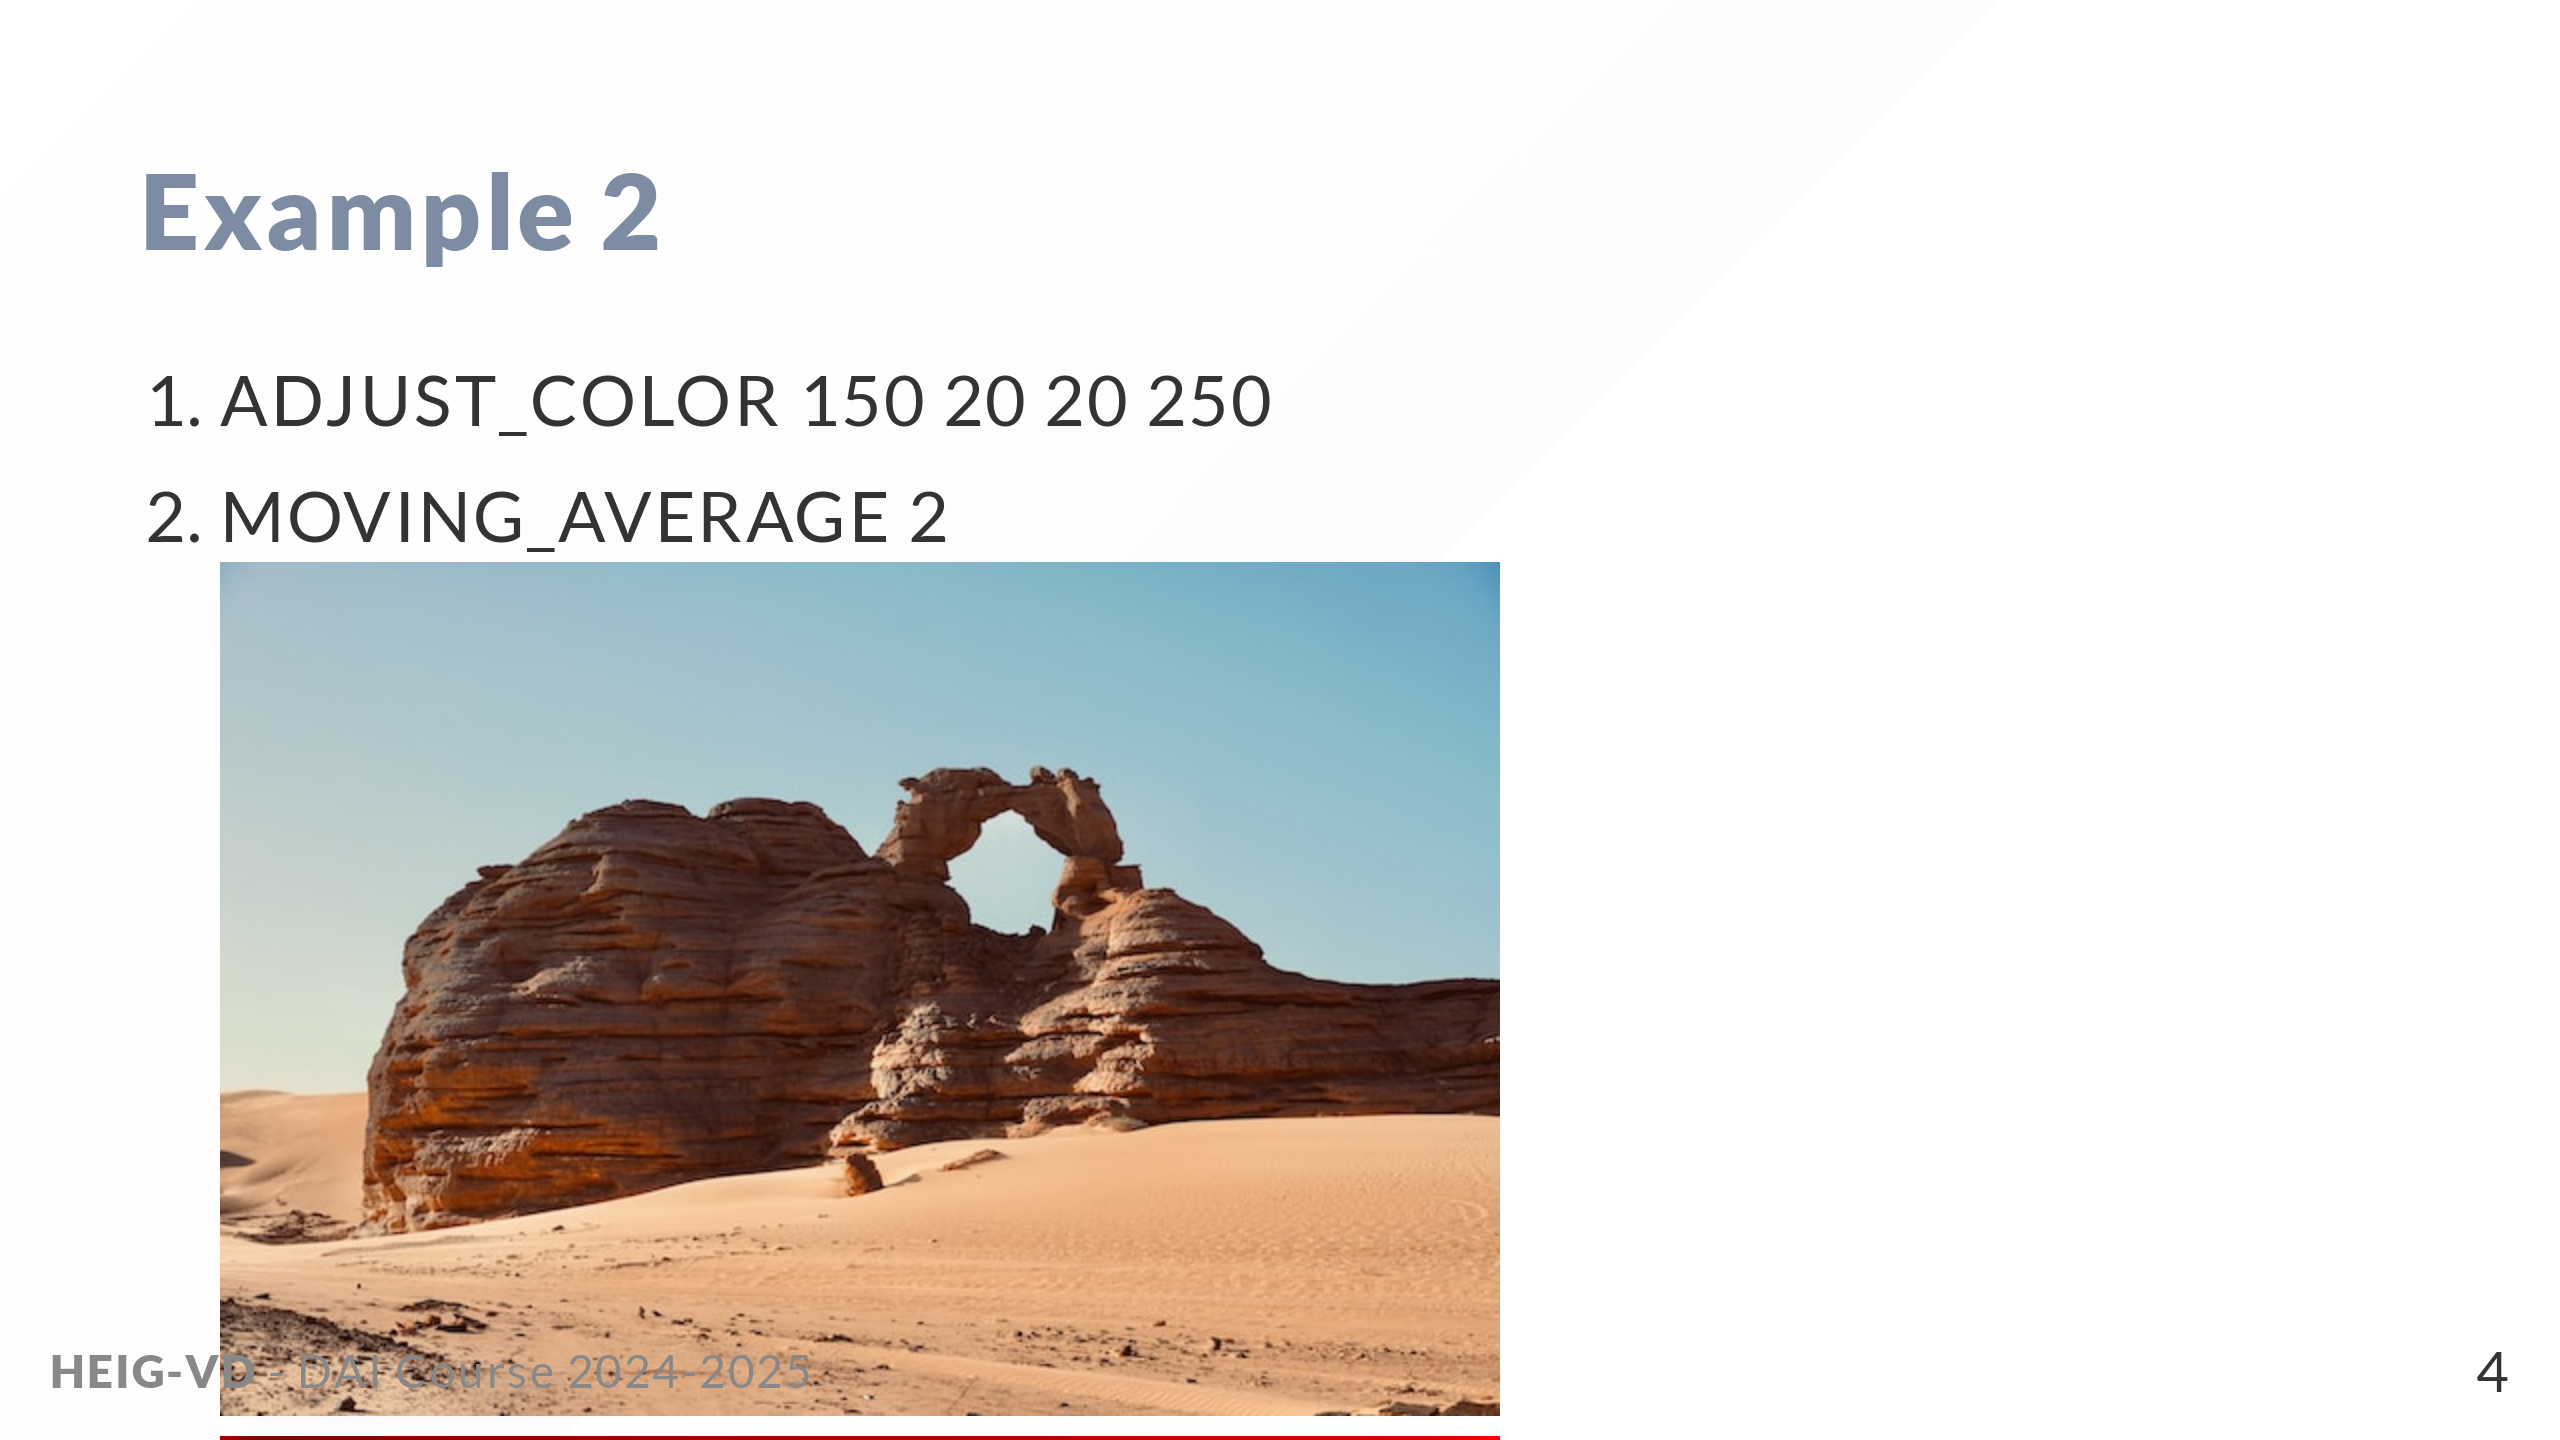 Example 2
1. ADJUST_COLOR 150 20 20 250
2. MOVING_AVERAGE 2
HEIG-VD - DAI Course 2024-2025
4